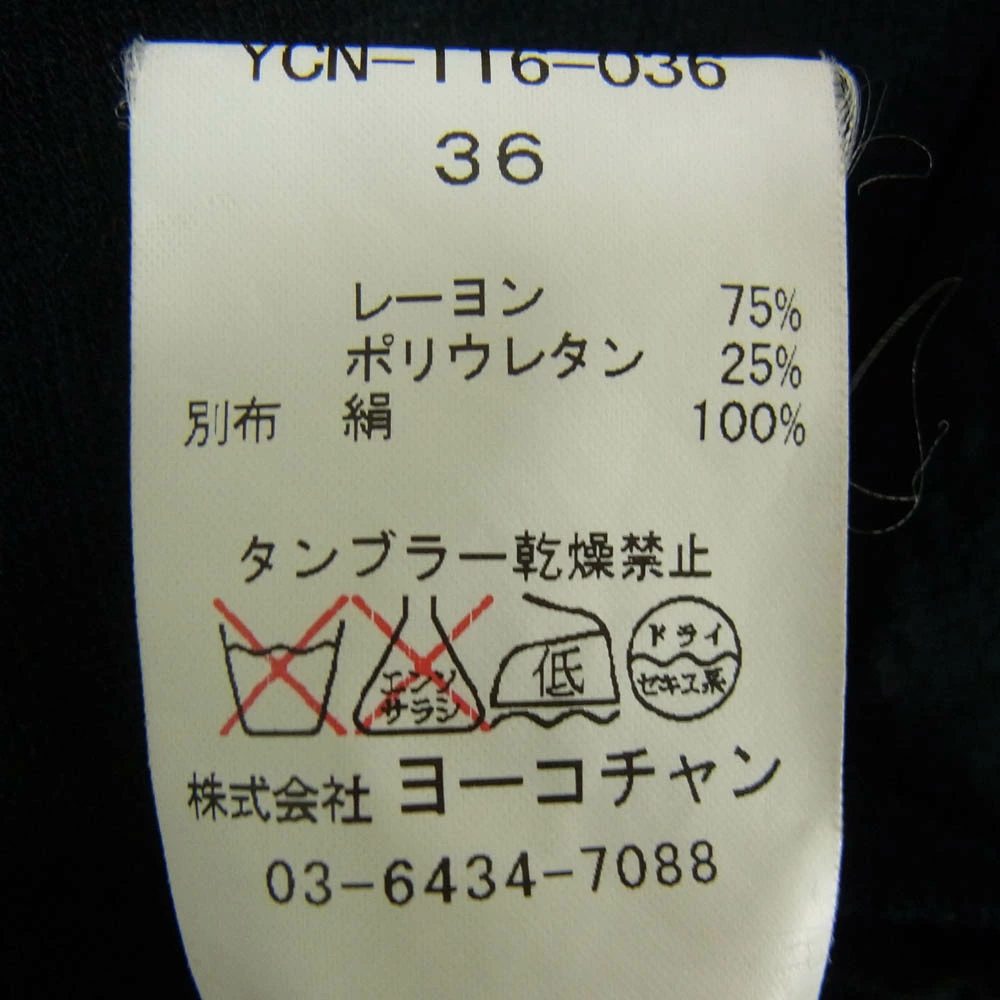 YCN-116-036
36
レーヨン 75%
ポリウレタン 25%
別布 絹 100%
タンブラー乾燥禁止
エンソ
サラシ
低
ドライ
セキユ系
株式会社 ヨーコチャン
03-6434-7088